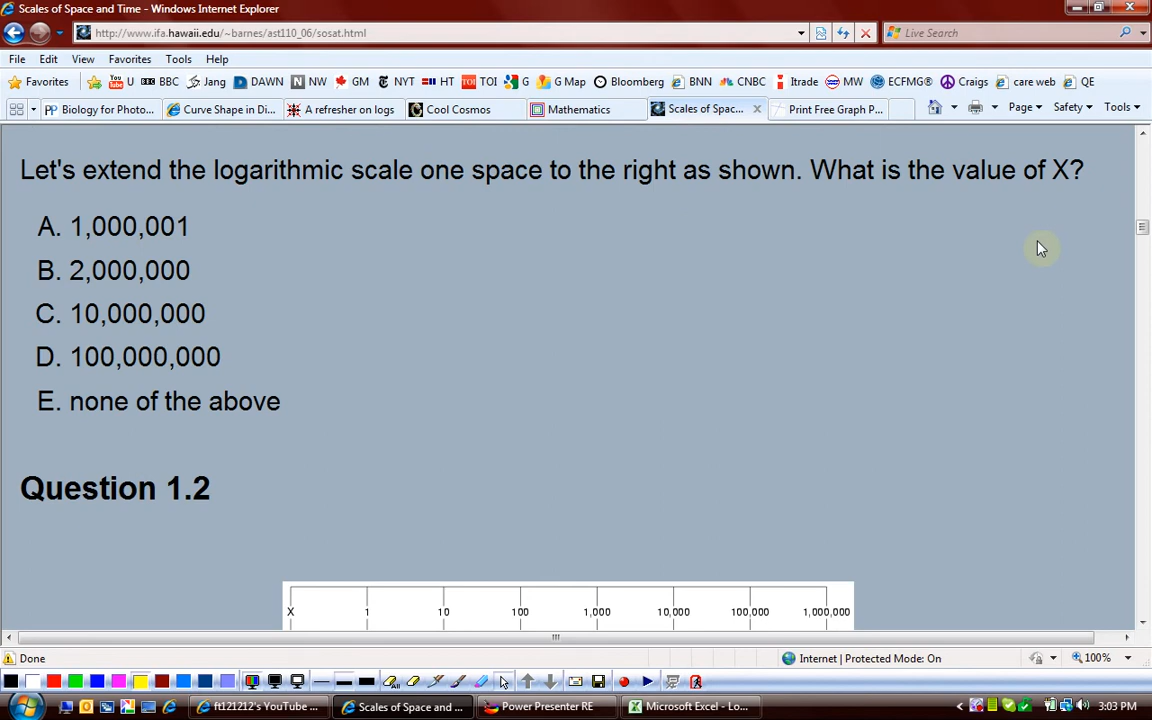 Scales of Space and Time - Windows Internet Explorer
http://www.ifa.hawaii.edu/~barnes/ast110_06/sosat.html
Live Search
File Edit View Favorites Tools Help
Favorites You Tube U BBC Jang DAWN NW GM NYT HT TOI TOI G G Map Bloomberg BNN CNBC Itrade MW ECFMG® Craigs care web QE
Biology for Photo... Curve Shape in Di... A refresher on logs Cool Cosmos Mathematics Scales of Spac... Print Free Graph P... Page Safety Tools
Let's extend the logarithmic scale one space to the right as shown. What is the value of X?
A. 1,000,001
B. 2,000,000
C. 10,000,000
D. 100,000,000
E. none of the above
Question 1.2
X 1 10 100 1,000 10,000 100,000 1,000,000
Done Internet | Protected Mode: On 100%
ft121212's YouTube ... Scales of Space and ... Power Presenter RE Microsoft Excel - Lo... 3:03 PM